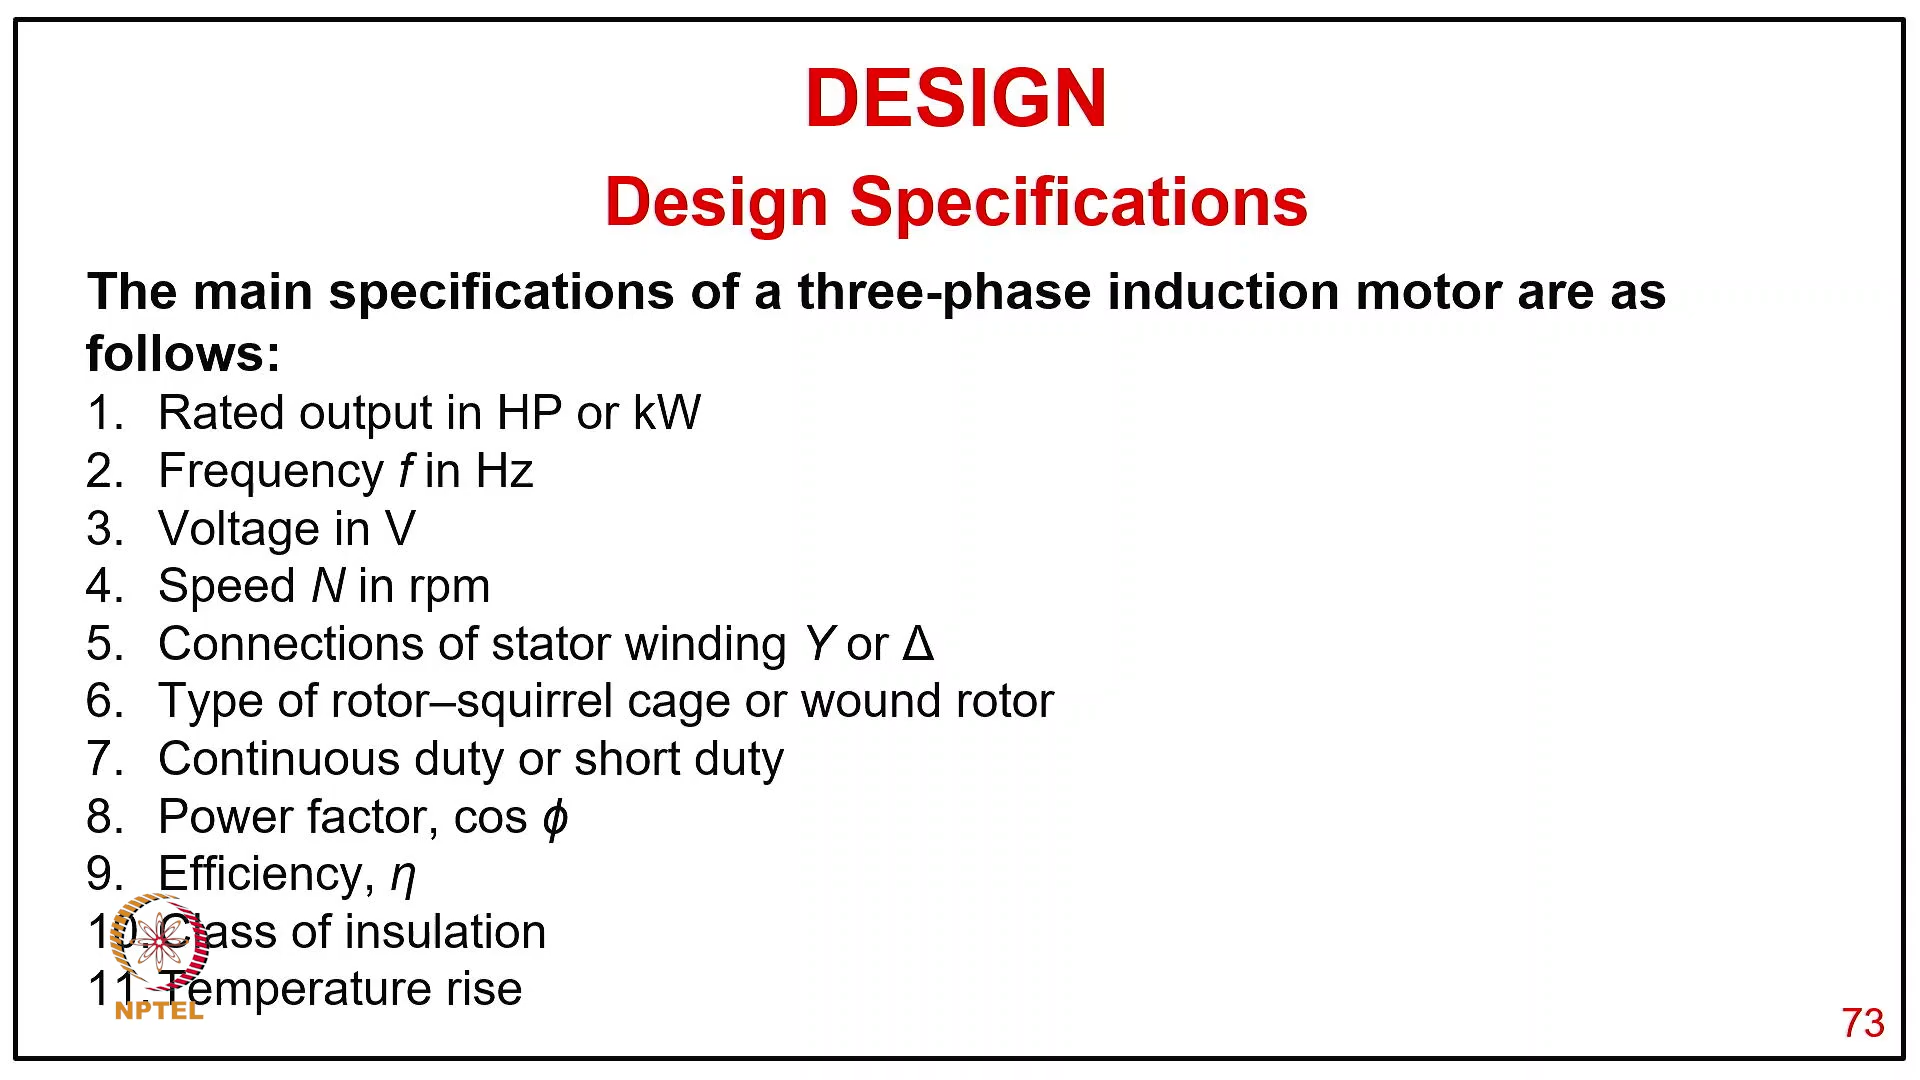 DESIGN
Design Specifications
The main specifications of a three-phase induction motor are as
follows:
1. Rated output in HP or kW
2. Frequency f in Hz
3. Voltage in V
4. Speed N in rpm
5. Connections of stator winding Y or Δ
6. Type of rotor–squirrel cage or wound rotor
7. Continuous duty or short duty
8. Power factor, cos ϕ
9. Efficiency, η
10. Class of insulation
11. Temperature rise
NPTEL
73